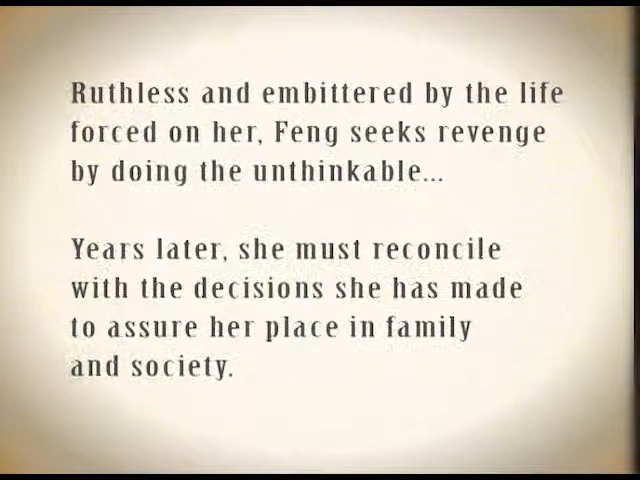 Ruthless and embittered by the life
forced on her, Feng seeks revenge
by doing the unthinkable...
Years later, she must reconcile
with the decisions she has made
to assure her place in family
and society.